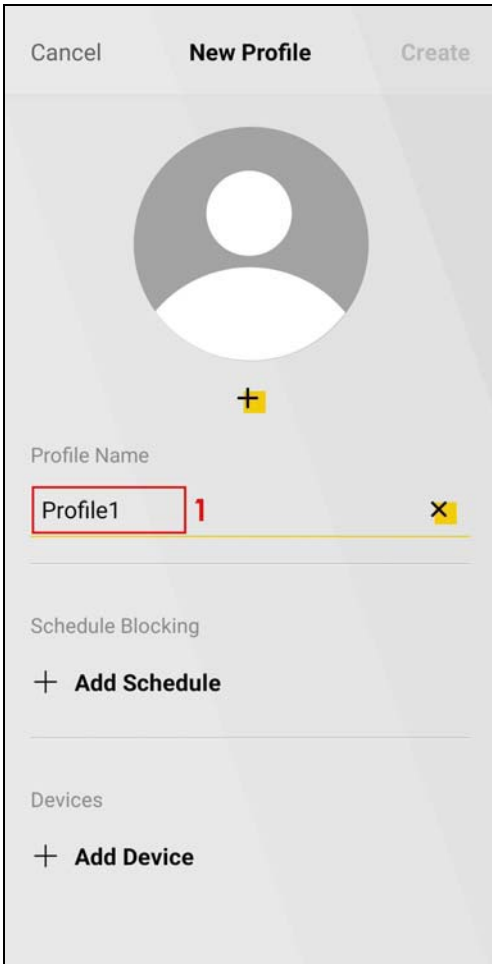 Cancel New Profile Create
Profile Name
Profile1 1
Schedule Blocking
+ Add Schedule
Devices
+ Add Device